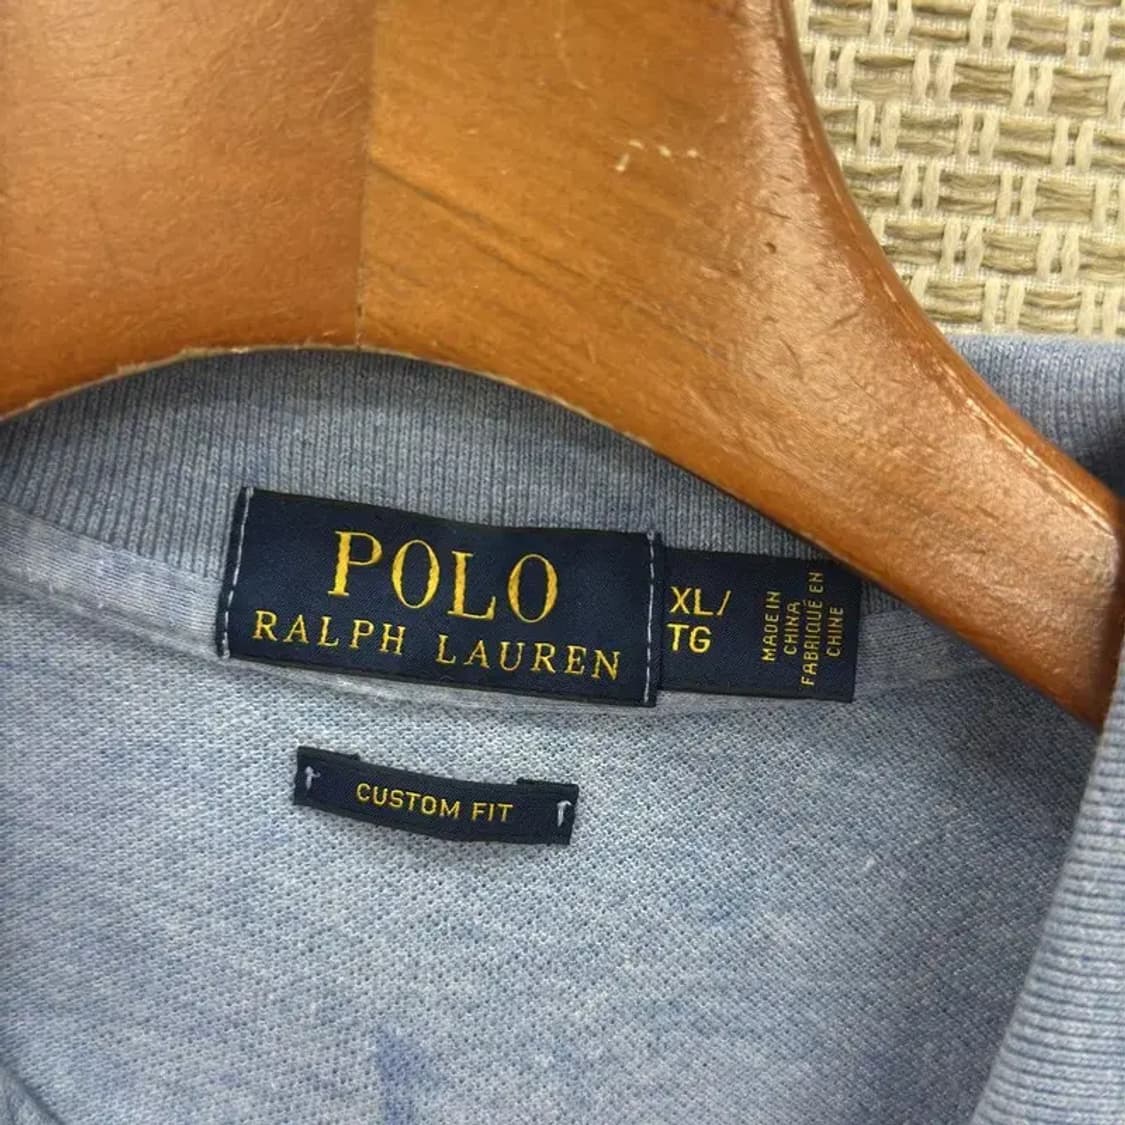 POLO
RALPH LAUREN
XL/
TG
MADE IN
CHINA
FABRIQUÉ EN
CHINE
CUSTOM FIT